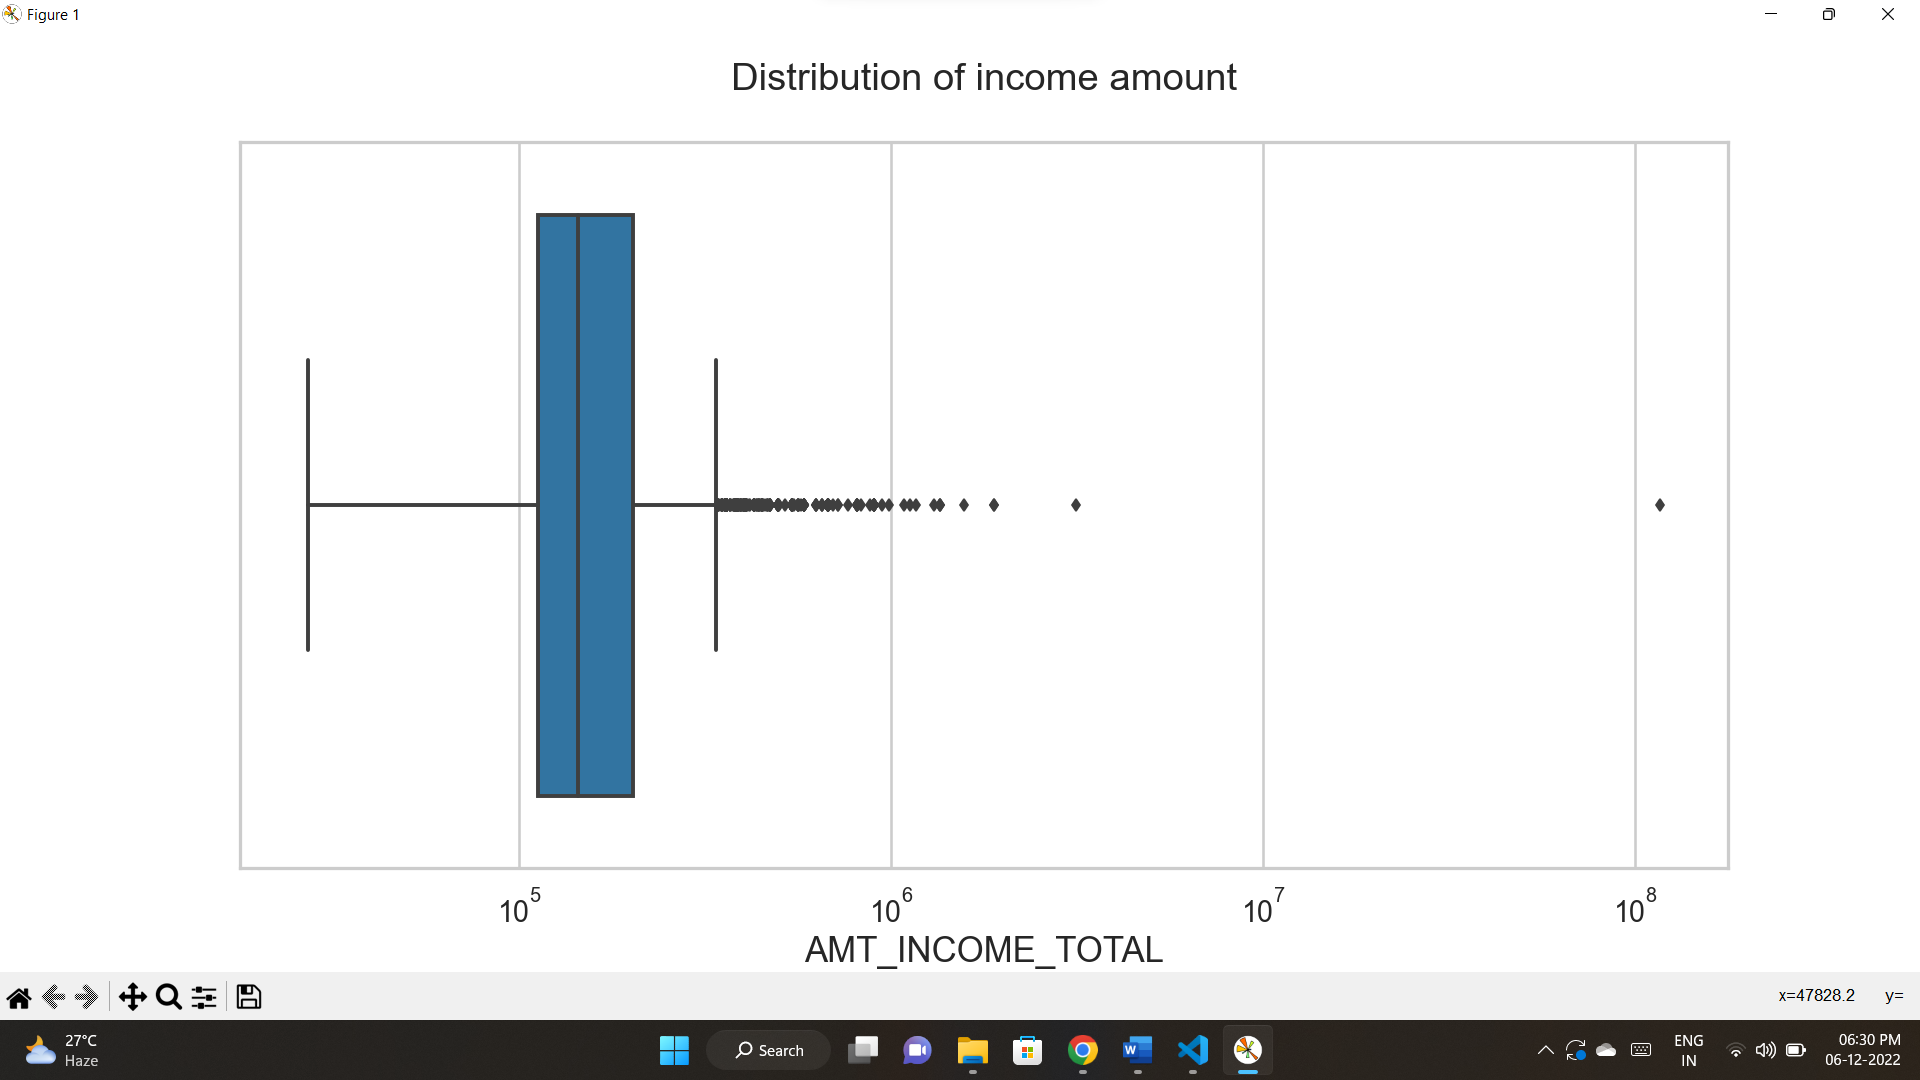 Figure 1
Distribution of income amount
10^5 10^6 10^7 10^8
AMT_INCOME_TOTAL
x=47828.2 y=
27°C
Haze
Search
ENG
IN
06:30 PM
06-12-2022